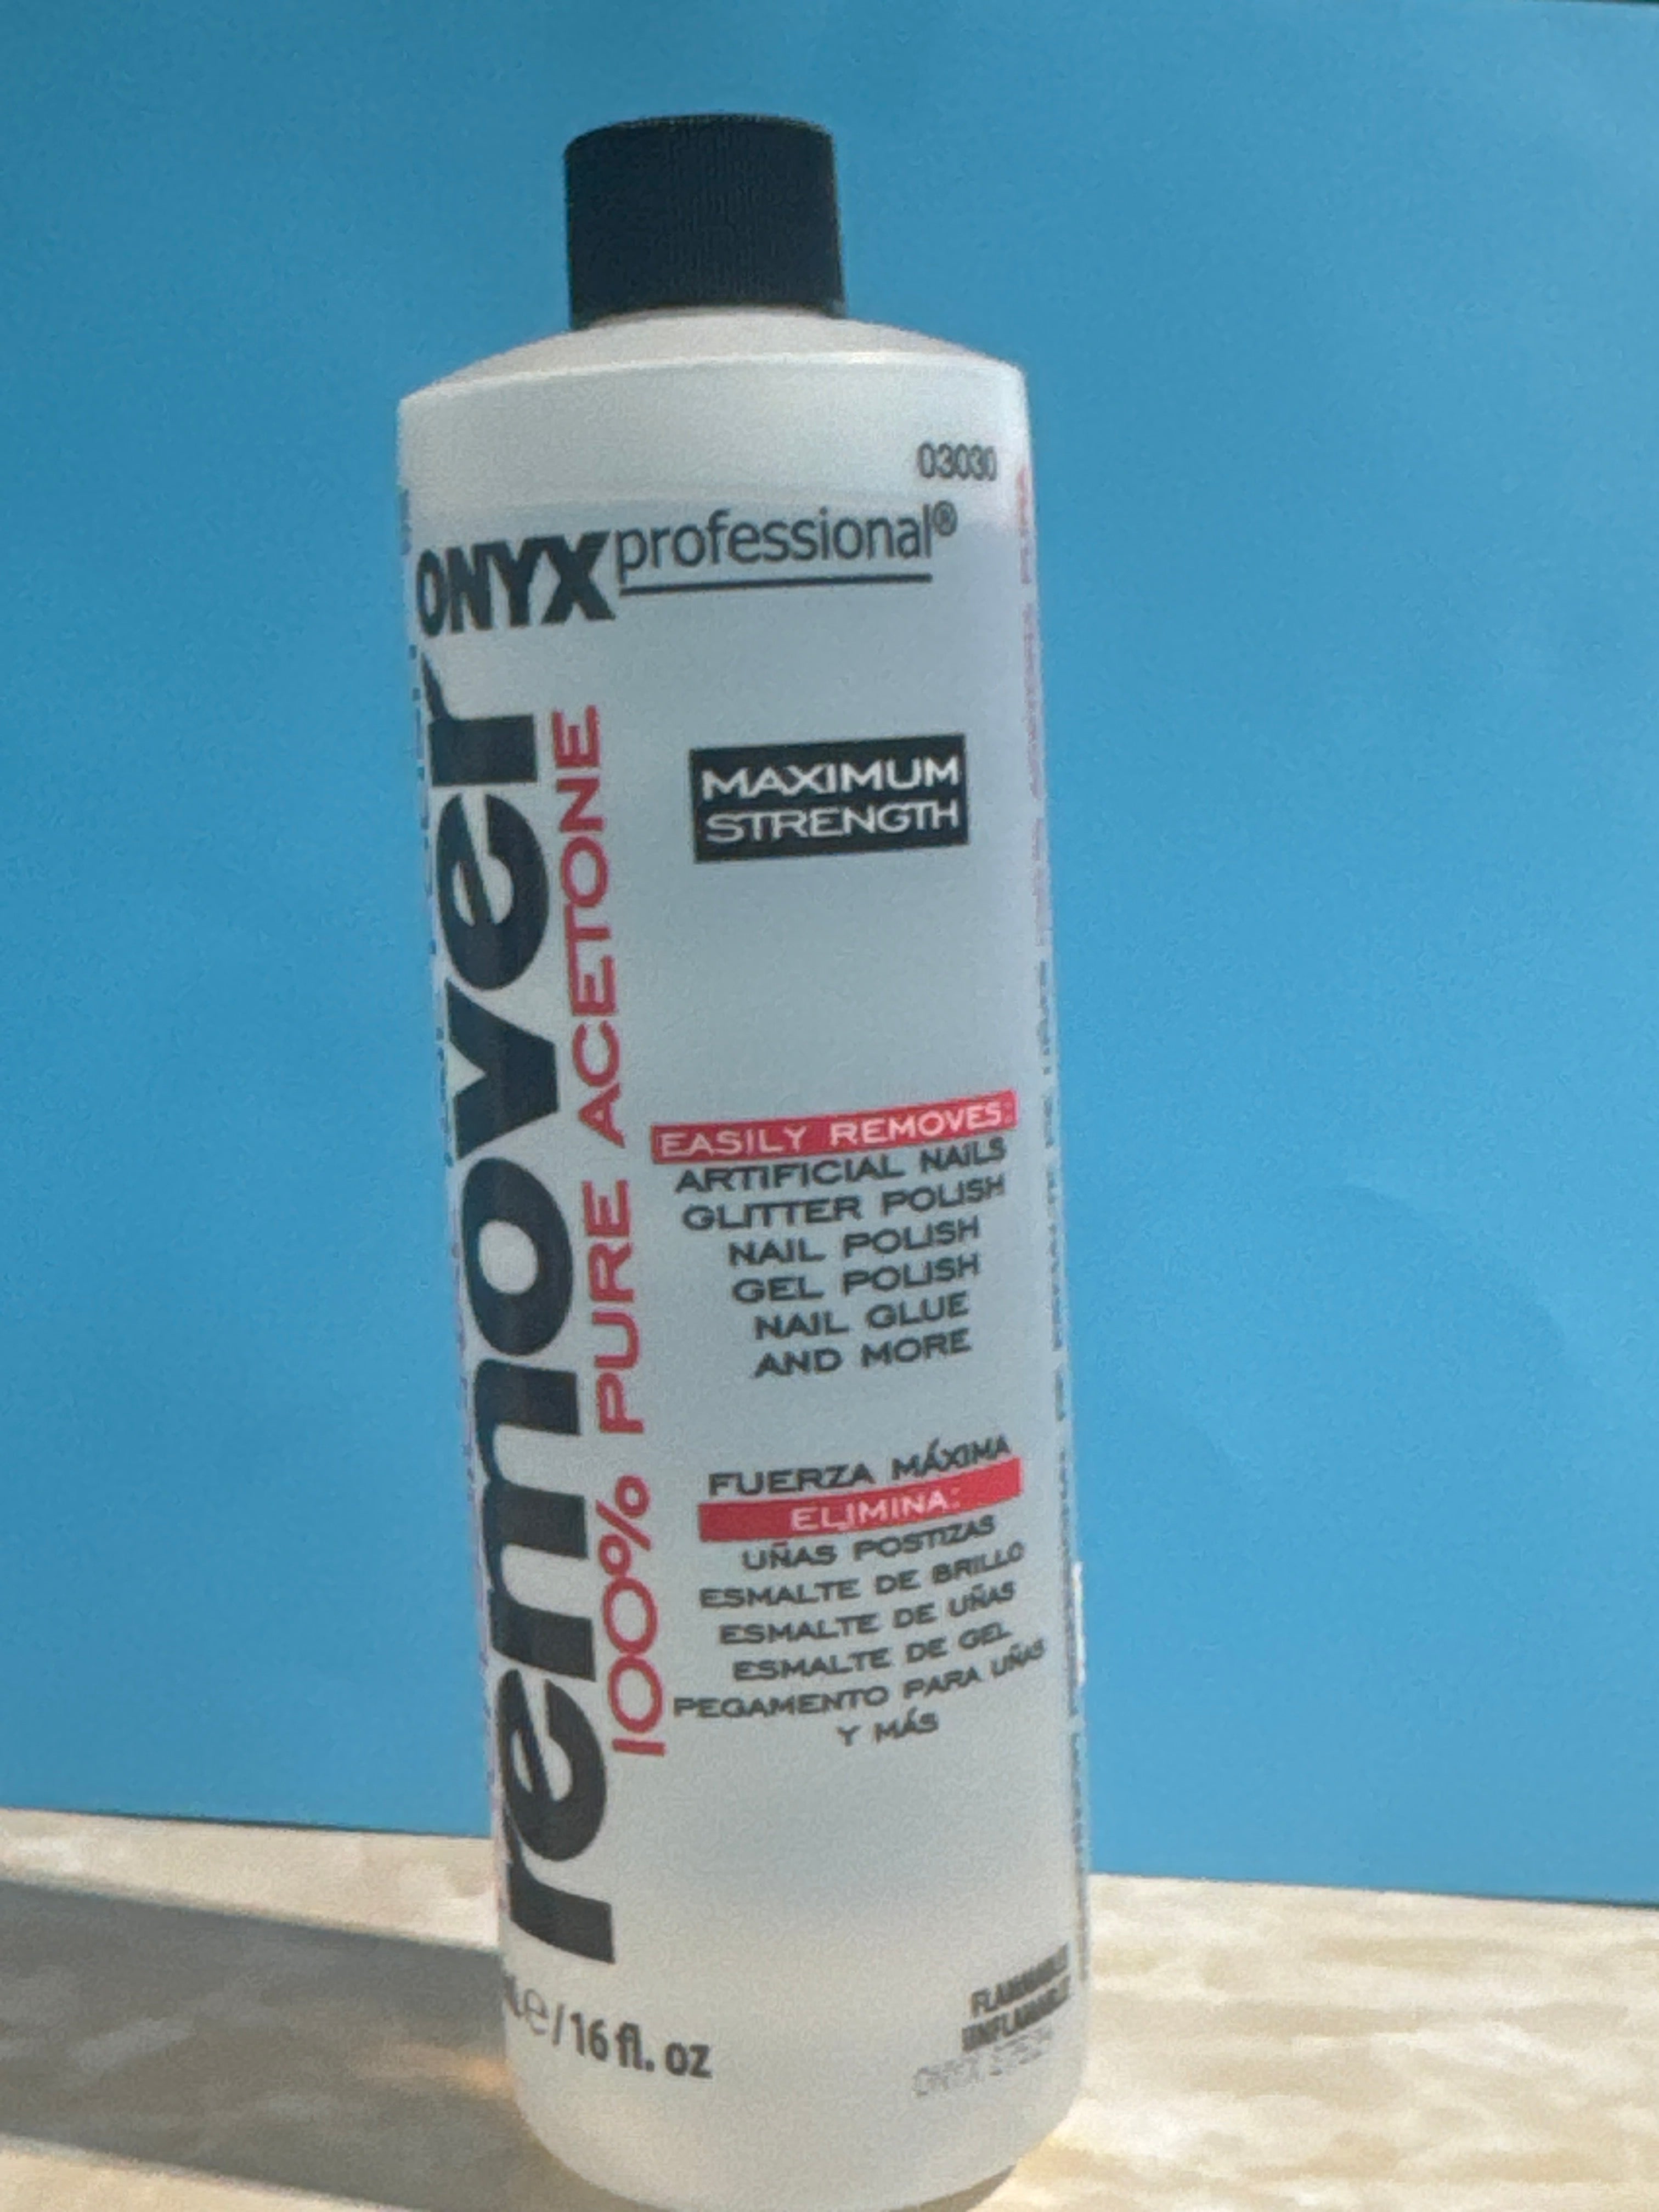 03030
ONYX professional®
remover
100% PURE ACETONE
MAXIMUM
STRENGTH
EASILY REMOVES:
ARTIFICIAL NAILS
GLITTER POLISH
NAIL POLISH
GEL POLISH
NAIL GLUE
AND MORE
FUERZA MÁXIMA
ELIMINA:
UÑAS POSTIZAS
ESMALTE DE BRILLO
ESMALTE DE UÑAS
ESMALTE DE GEL
PEGAMENTO PARA UÑAS
Y MÁS
e/16 fl. oz
FLAMMABLE
INFLAMABLE